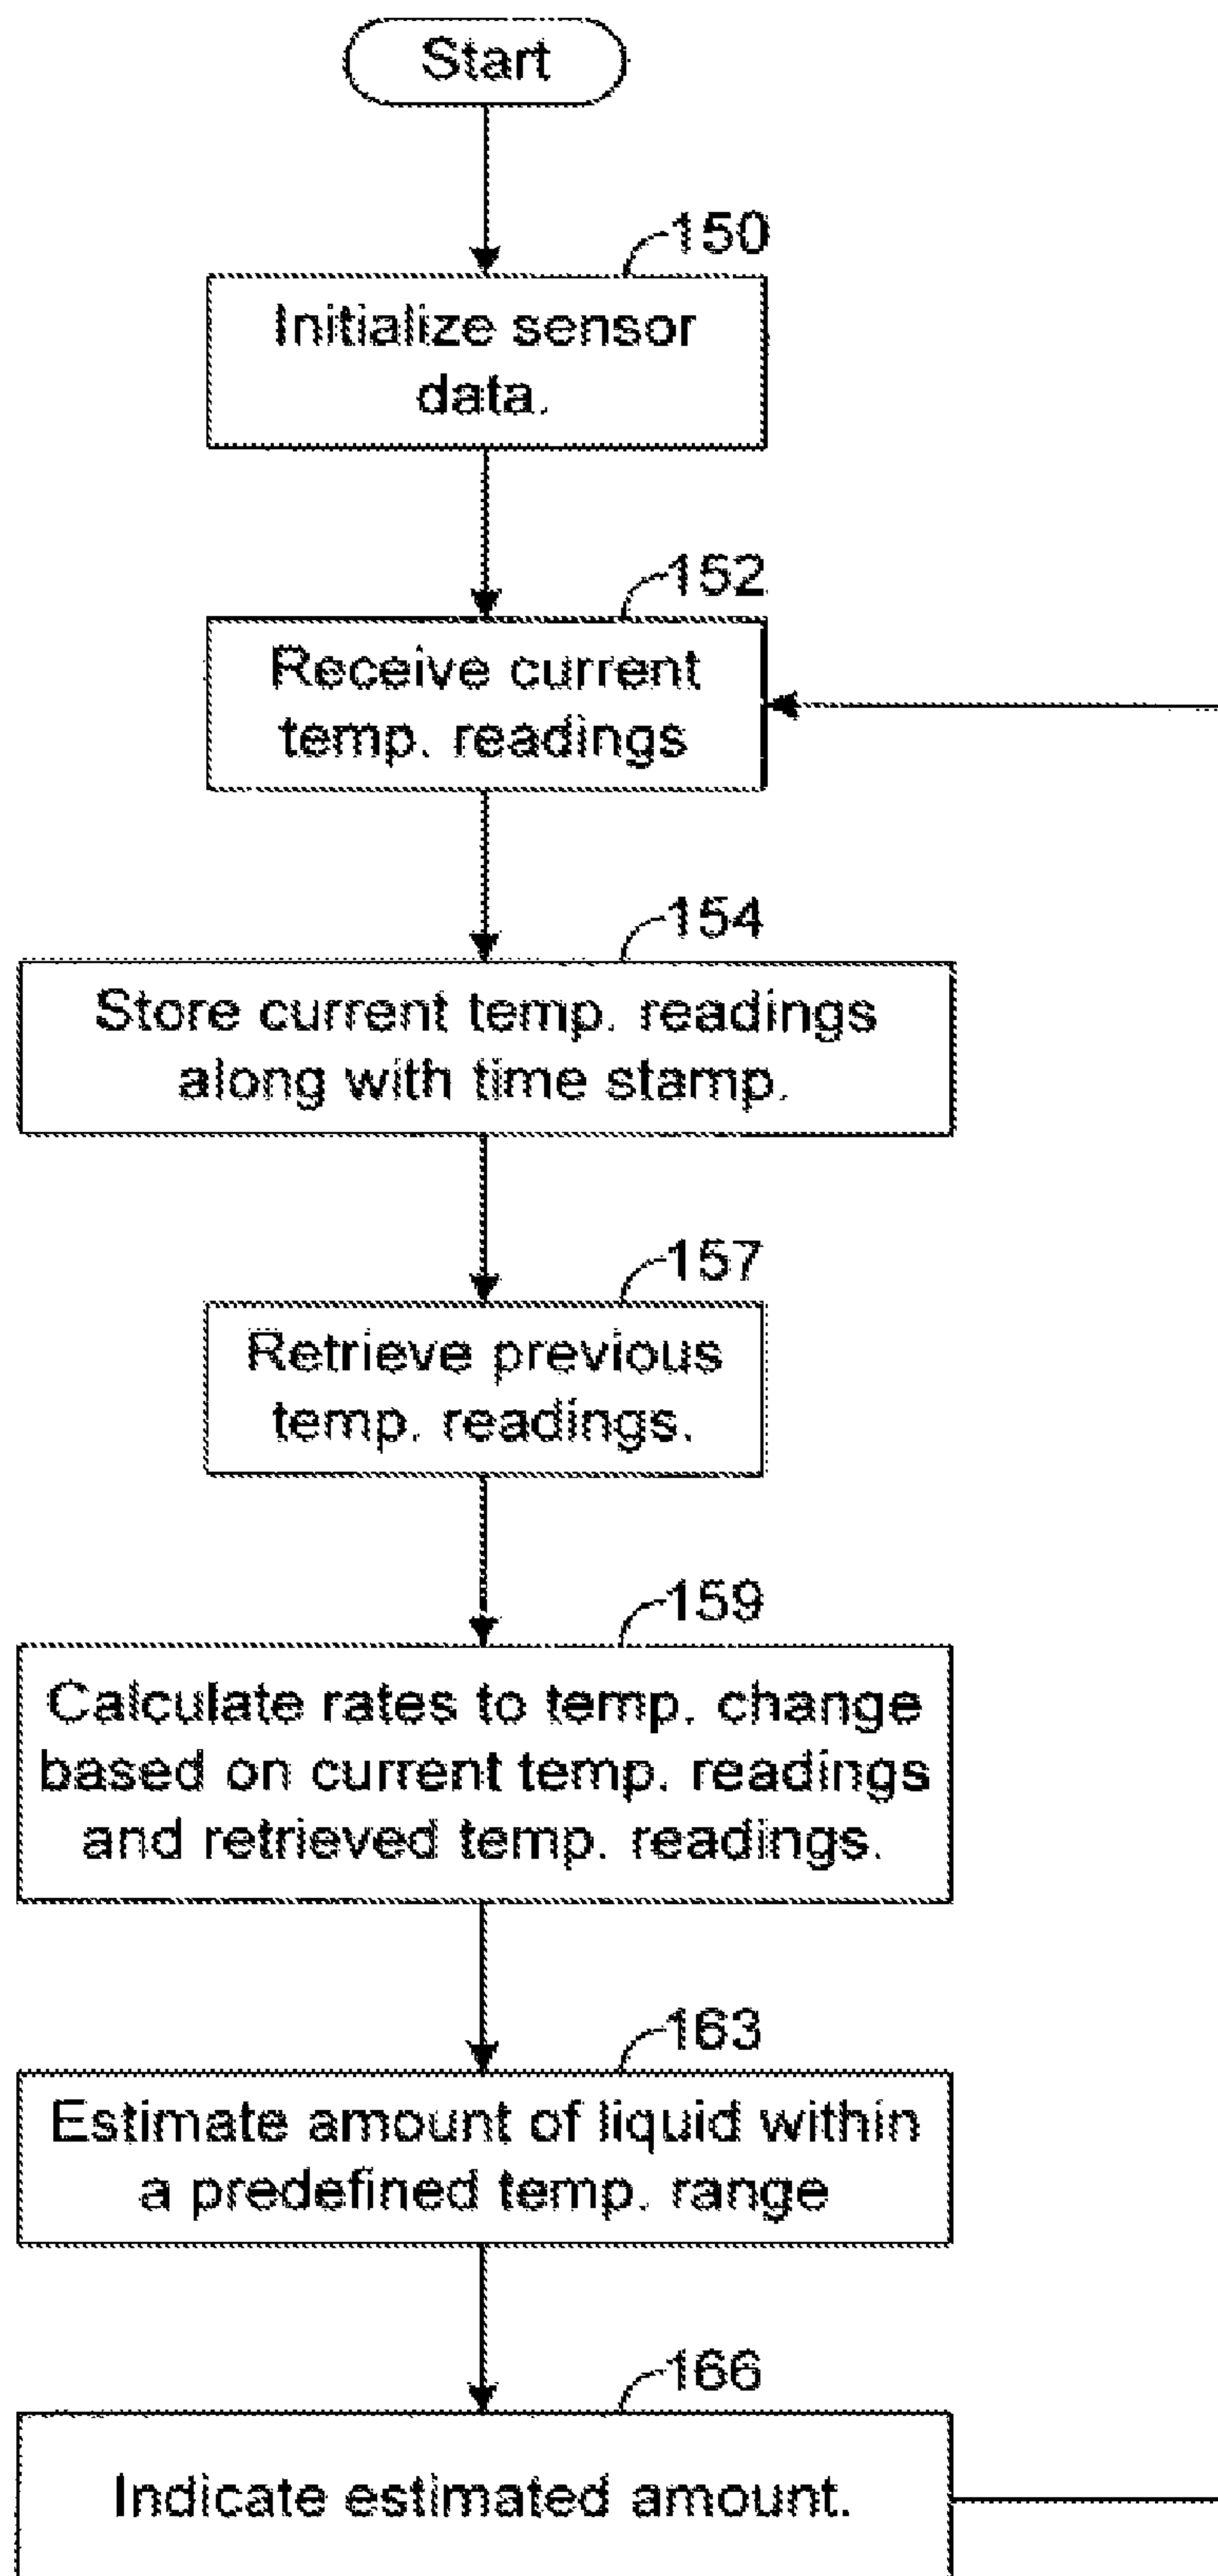 Start
150
Initialize sensor
data.
152
Receive current
temp. readings
154
Store current temp. readings
along with time stamp.
157
Retrieve previous
temp. readings.
159
Calculate rates to temp. change
based on current temp. readings
and retrieved temp. readings.
163
Estimate amount of liquid within
a predefined temp. range
166
Indicate estimated amount.